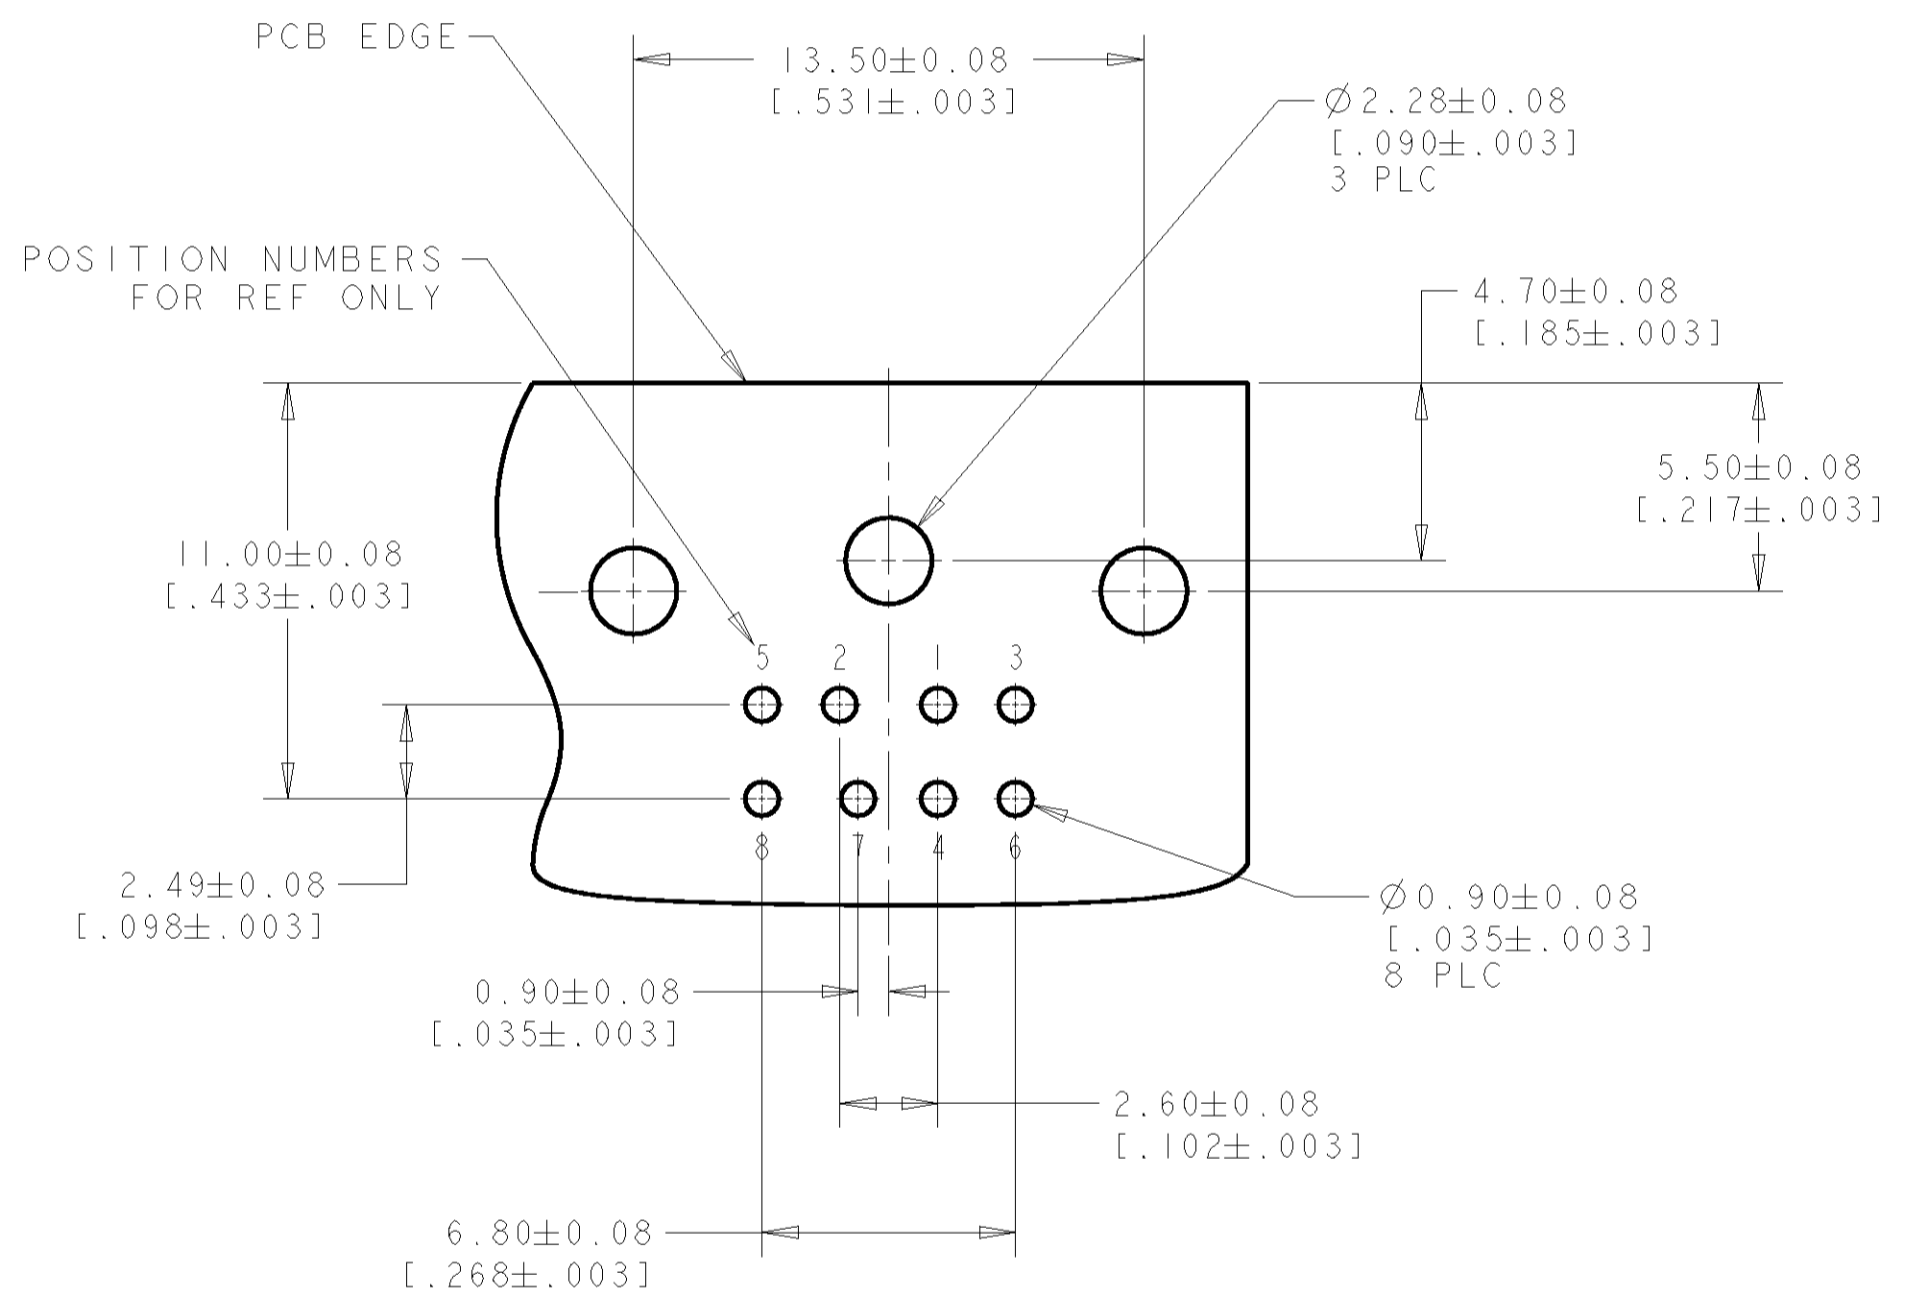 PCB EDGE
13.50±0.08
[.531±.003]
Ø2.28±0.08
[.090±.003]
3 PLC
POSITION NUMBERS
FOR REF ONLY
4.70±0.08
[.185±.003]
5.50±0.08
[.217±.003]
11.00±0.08
[.433±.003]
5 2 1 3
8 7 4 6
2.49±0.08
[.098±.003]
Ø0.90±0.08
[.035±.003]
8 PLC
0.90±0.08
[.035±.003]
2.60±0.08
[.102±.003]
6.80±0.08
[.268±.003]